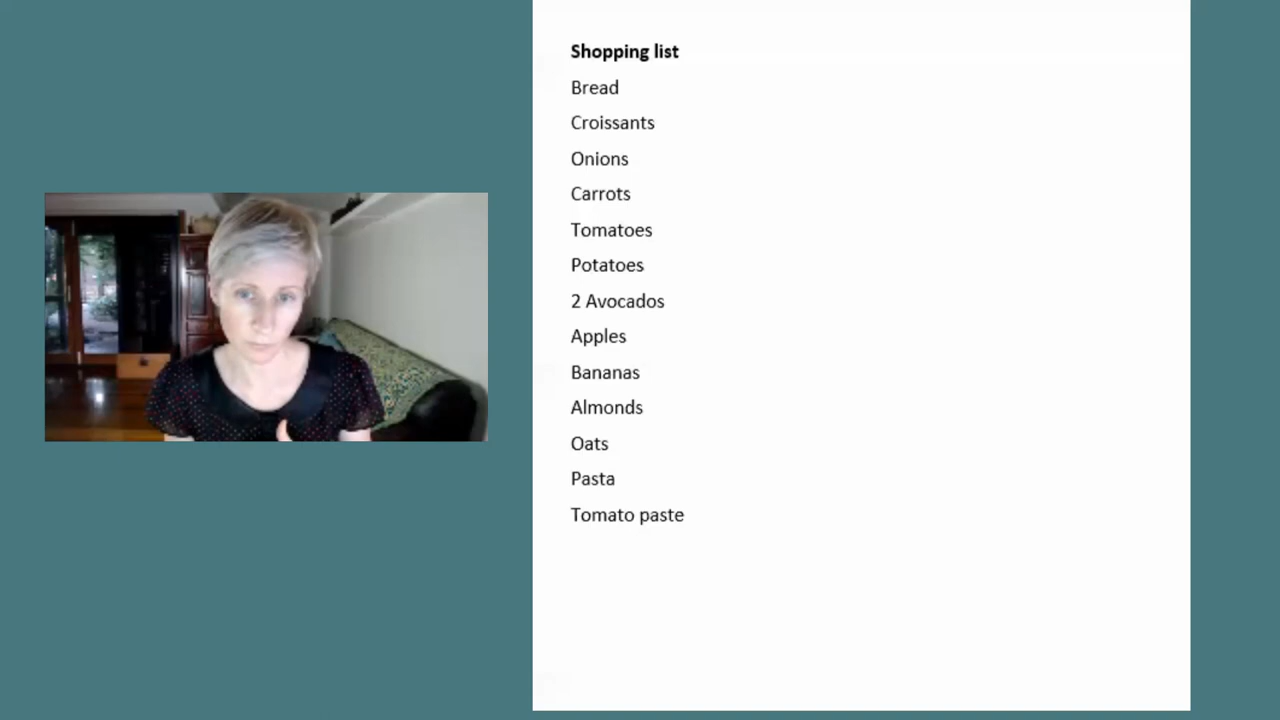 Shopping list
Bread
Croissants
Onions
Carrots
Tomatoes
Potatoes
2 Avocados
Apples
Bananas
Almonds
Oats
Pasta
Tomato paste